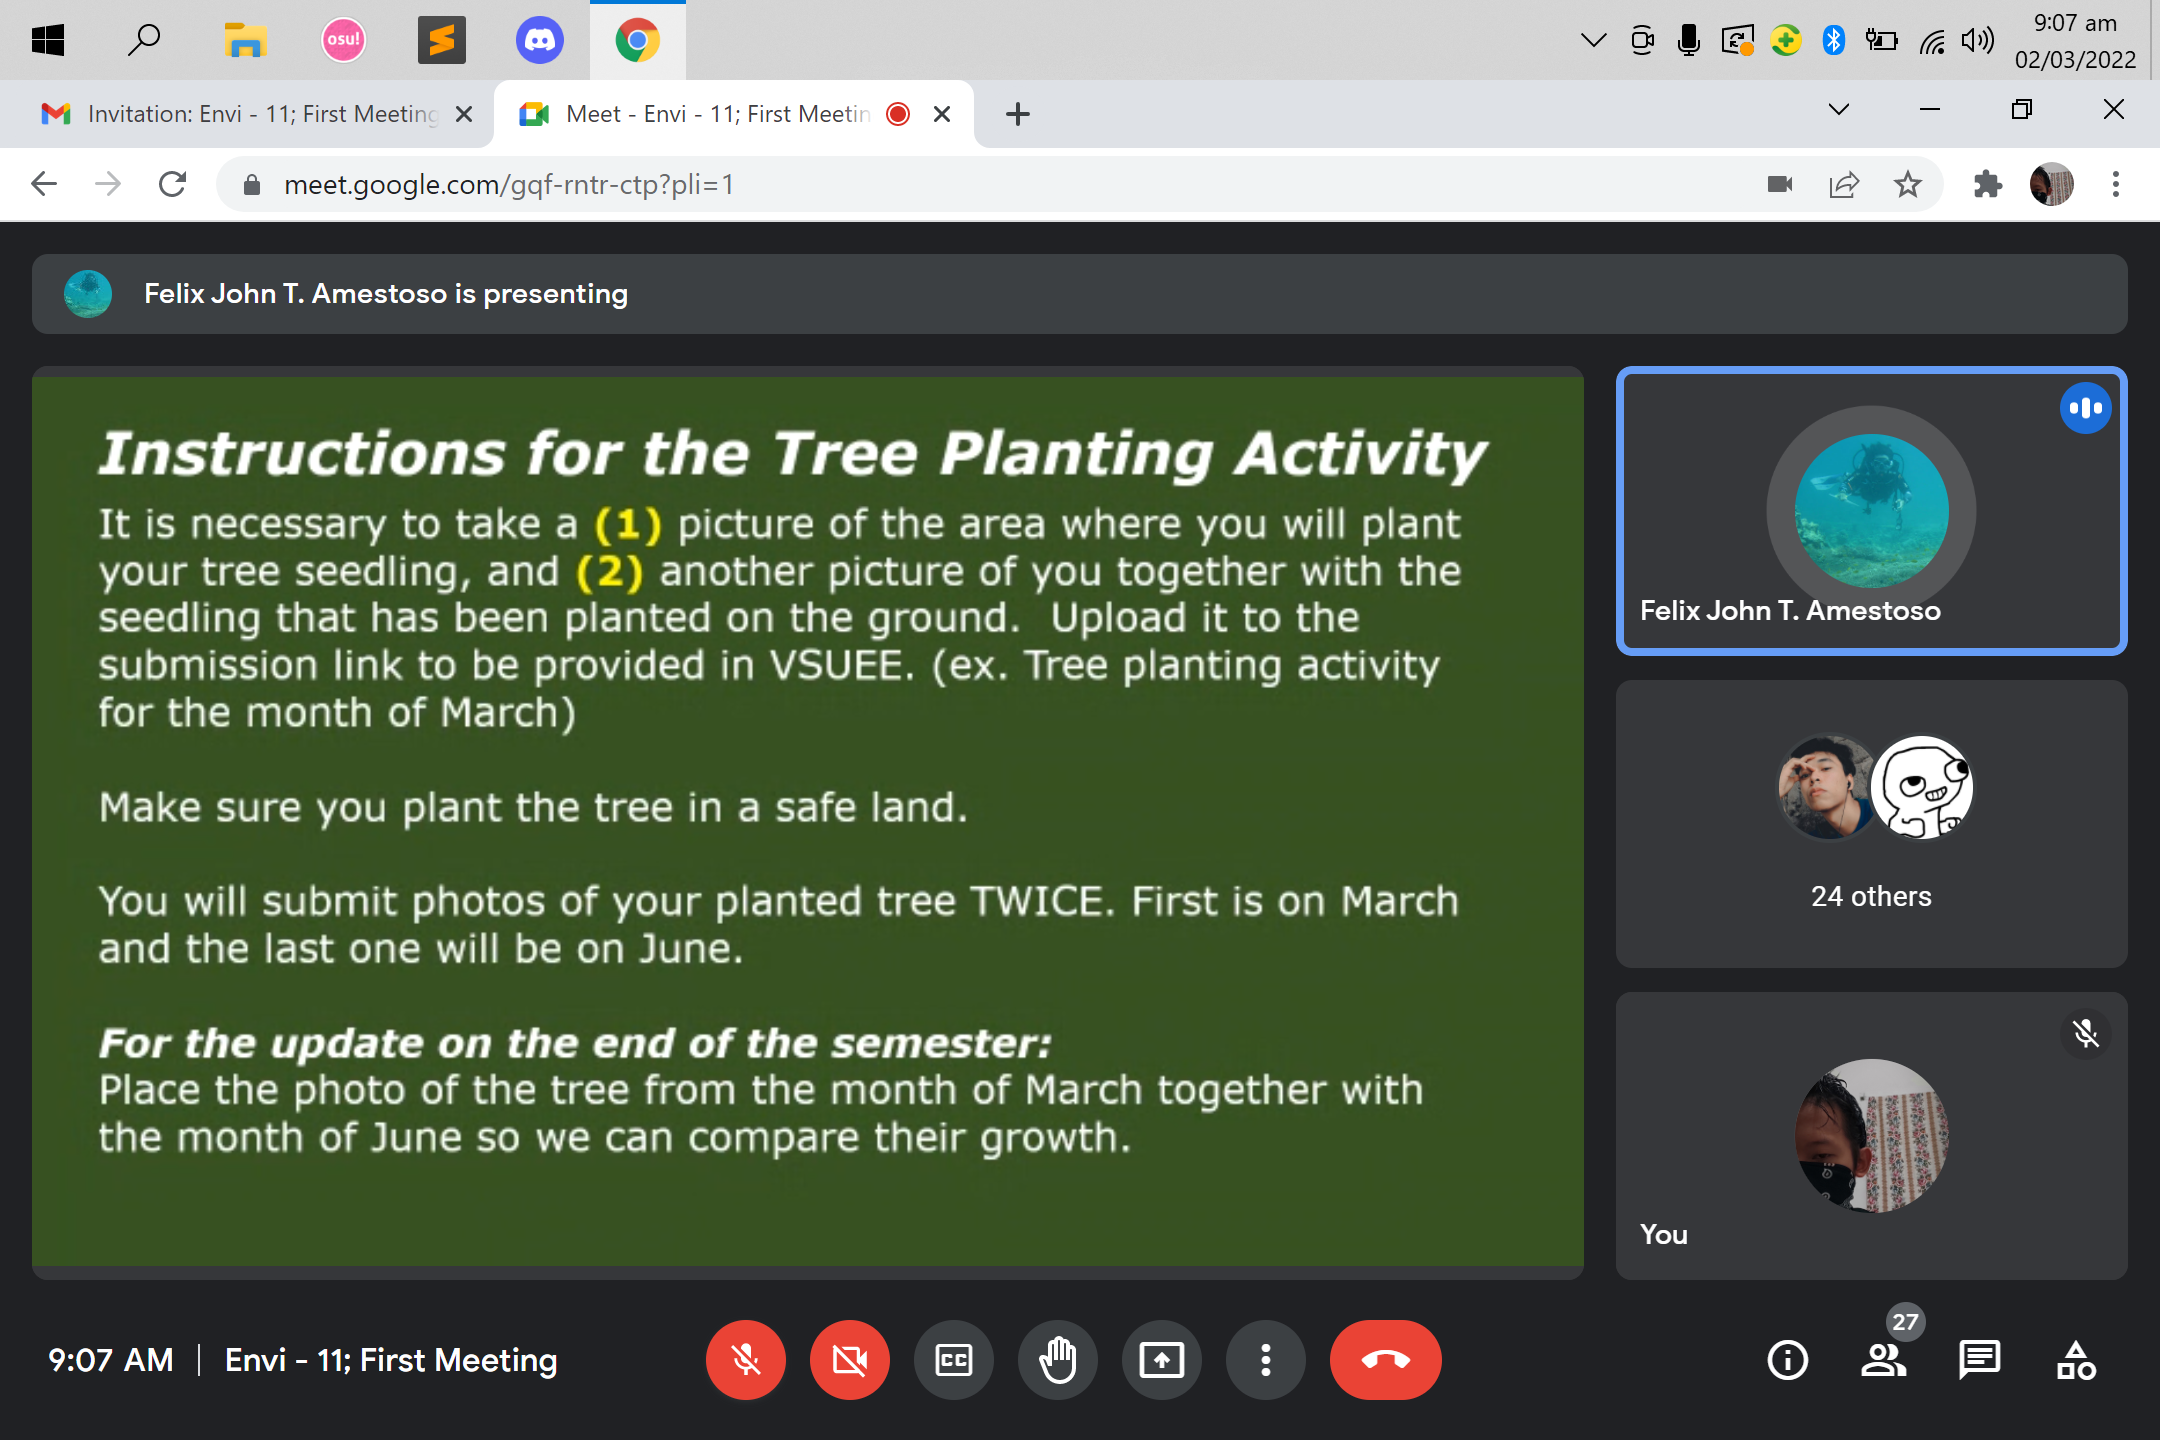 osu!
9:07 am
02/03/2022
Invitation: Envi - 11; First Meeting
Meet - Envi - 11; First Meetin
meet.google.com/gqf-rntr-ctp?pli=1
Felix John T. Amestoso is presenting
Instructions for the Tree Planting Activity
It is necessary to take a (1) picture of the area where you will plant
your tree seedling, and (2) another picture of you together with the
seedling that has been planted on the ground.  Upload it to the
submission link to be provided in VSUEE. (ex. Tree planting activity
for the month of March)
Make sure you plant the tree in a safe land.
You will submit photos of your planted tree TWICE. First is on March
and the last one will be on June.
For the update on the end of the semester:
Place the photo of the tree from the month of March together with
the month of June so we can compare their growth.
Felix John T. Amestoso
24 others
You
9:07 AM | Envi - 11; First Meeting
CC
27